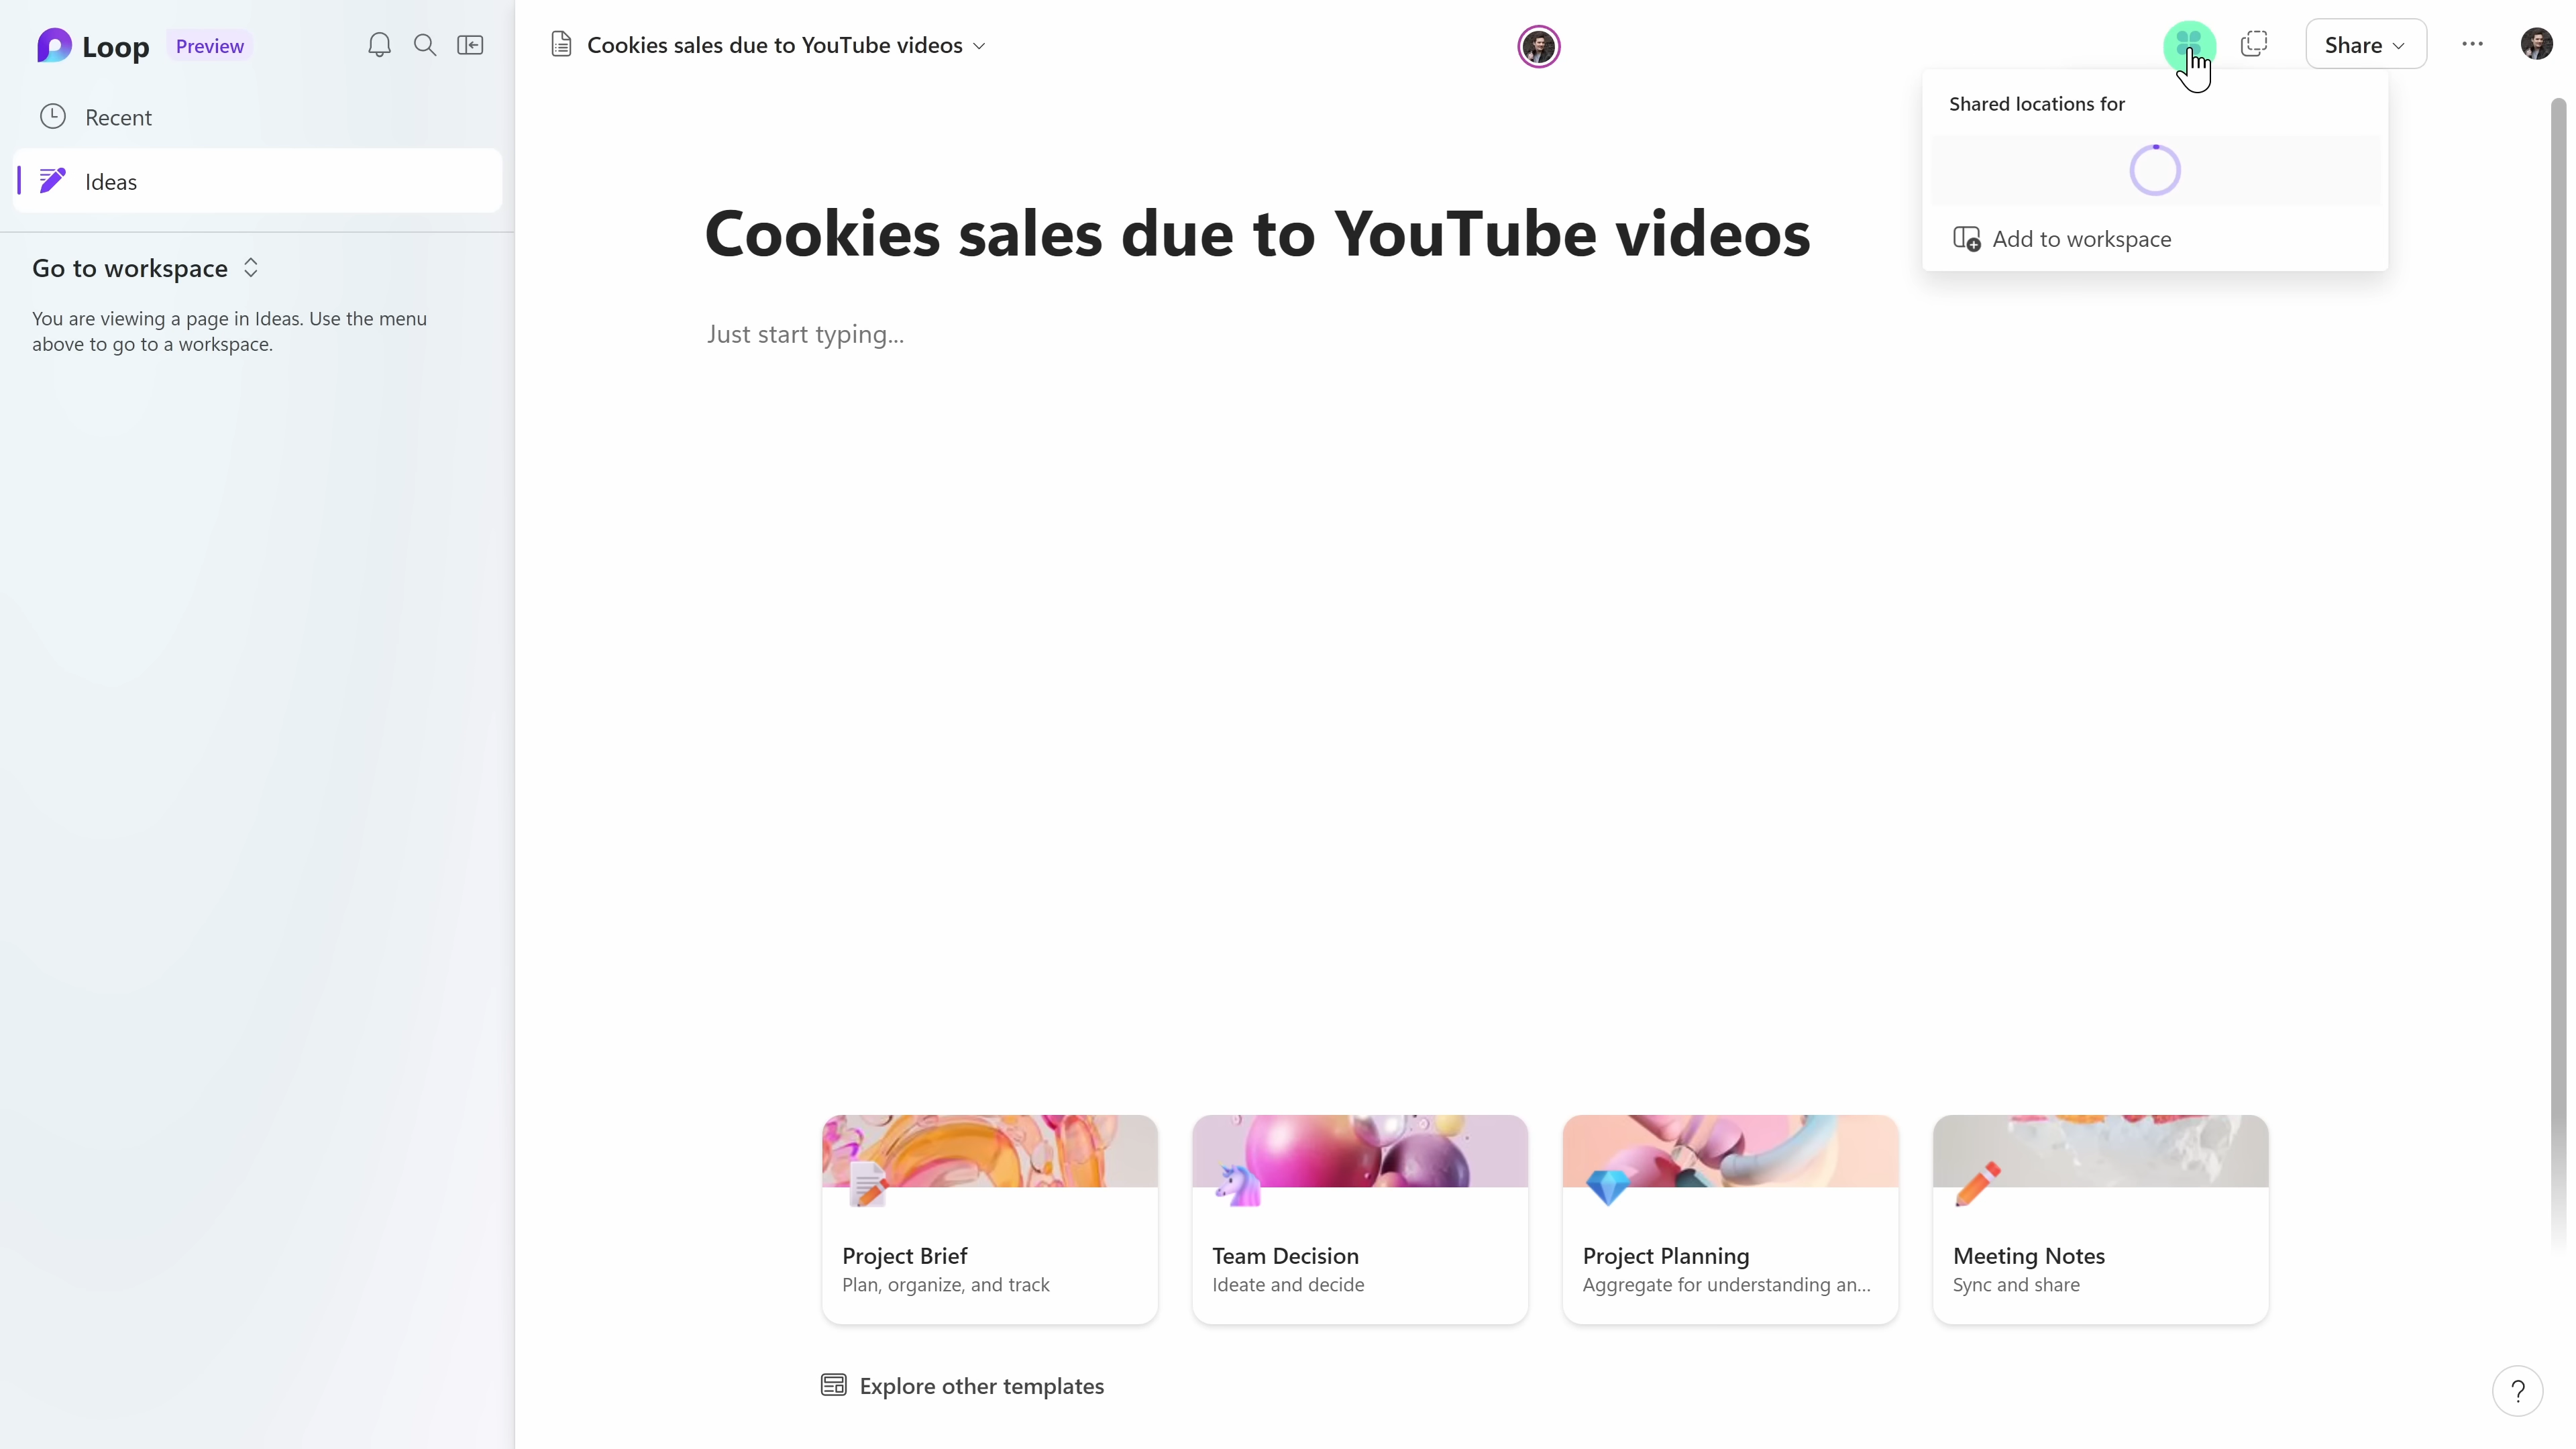 Loop Preview
Recent
Ideas
Go to workspace
You are viewing a page in Ideas. Use the menu
above to go to a workspace.
Cookies sales due to YouTube videos
Share
Shared locations for
Add to workspace
Cookies sales due to YouTube videos
Just start typing...
Project Brief
Plan, organize, and track
Team Decision
Ideate and decide
Project Planning
Aggregate for understanding an...
Meeting Notes
Sync and share
Explore other templates
?